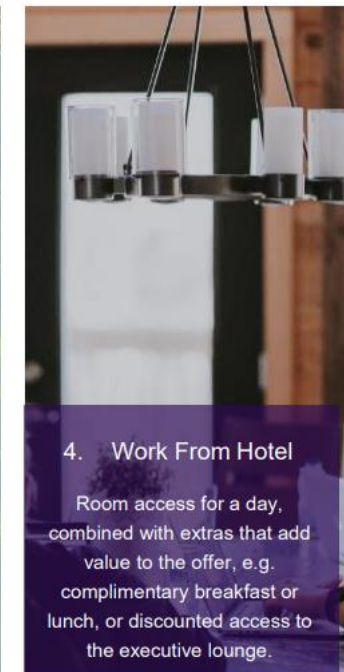 4. Work From Hotel
Room access for a day,
combined with extras that add
value to the offer, e.g.
complimentary breakfast or
lunch, or discounted access to
the executive lounge.